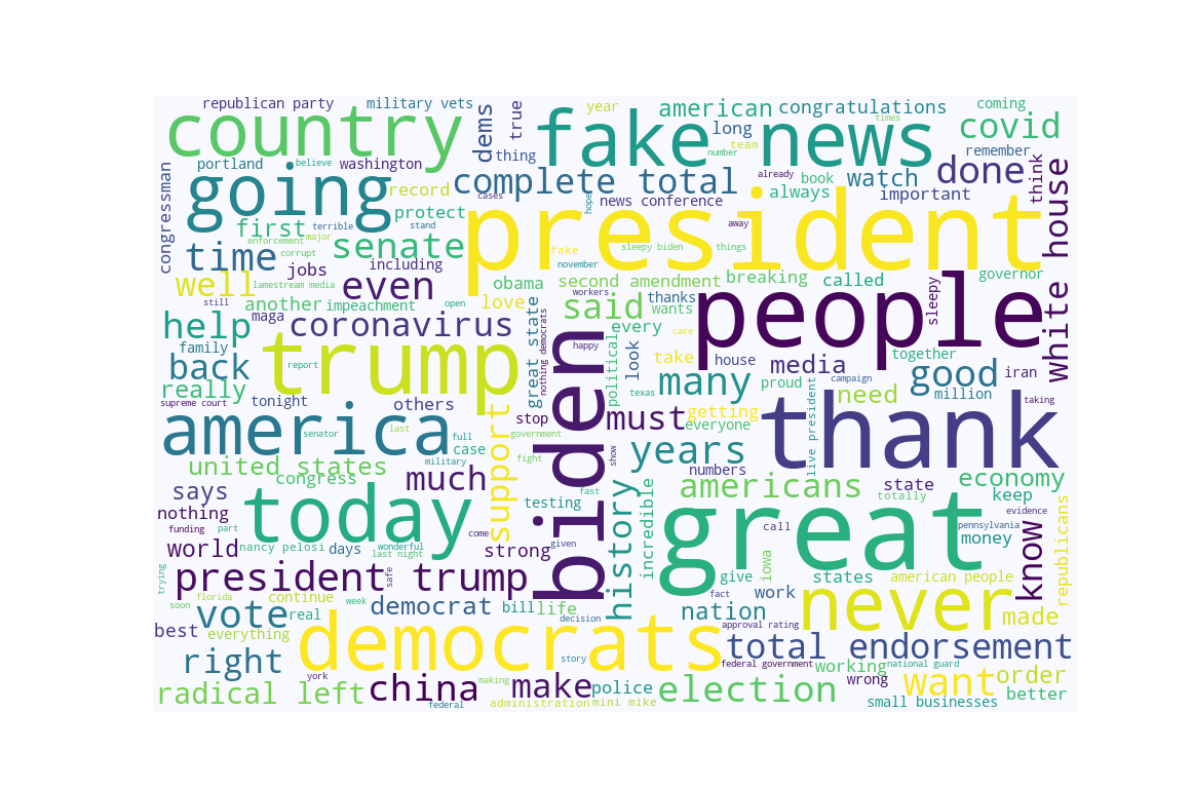 republican party
military vets
year
american
congratulations
coming
country
dems
true
fake news
long
times
covid
team
thing
number
remember
portland
believe
washington
congressman
going
record
complete total
cases
already
book
watch
done
think
house
always
important
protect
hope
news conference
first
terrible
stand
president
away
enforcement
major
senate
time
corrupt
fake
sleepy biden
things
white house
jobs
including
november
well
lamestream media
even
obama
second amendment
breaking
called
governor
still
another
impeachment
open
love
said
workers
thanks
wants
people
sleepy
help
maga
coronavirus
great state
every
care
family
trump
happy
nothing democrats
political
look
take
house
media
together
back
report
many
proud
campaign
good
iran
really
texas
need
million
supreme court
tonight
others
biden
live president
taking
america
senator
last
full
support
stop
must
getting
everyone
thank
case
government
united states
military
fight
show
years
numbers
congress
much
americans
state
economy
says
today
testing
fast
history
incredible
great
totally
keep
nothing
funding
part
come
call
pennsylvania
evidence
money
world
nancy pelosi
days
wonderful
last night
strong
given
know
republicans
trying
president trump
safe
give
iowa
states
american people
soon
florida
continue
week
democrat
bill
life
fact
work
never
made
vote
real
decision
nation
approval rating
best
everything
democrats
total endorsement
right
story
federal government
working
national guard
york
making
wrong
want
order
radical left
china
make
police
election
better
federal
administration
mini mike
small businesses